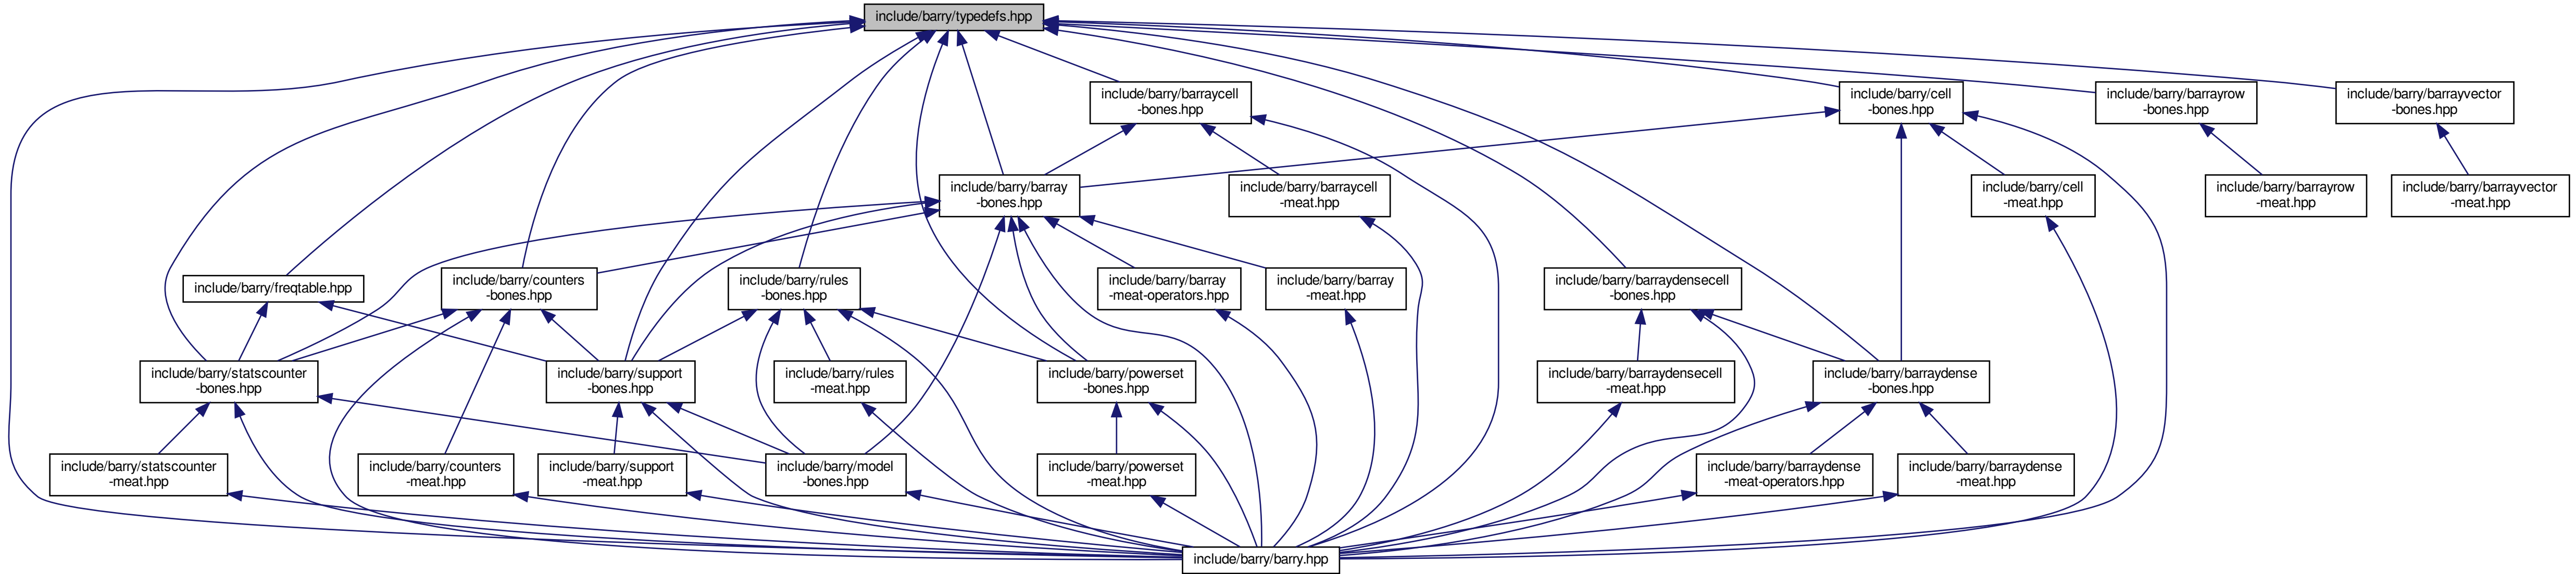 include/barry/typedefs.hpp
include/barry/barraycell
-bones.hpp
include/barry/cell
-bones.hpp
include/barry/barrayrow
-bones.hpp
include/barry/barrayvector
-bones.hpp
include/barry/barray
-bones.hpp
include/barry/barraycell
-meat.hpp
include/barry/cell
-meat.hpp
include/barry/barrayrow
-meat.hpp
include/barry/barrayvector
-meat.hpp
include/barry/freqtable.hpp
include/barry/counters
-bones.hpp
include/barry/rules
-bones.hpp
include/barry/barray
-meat-operators.hpp
include/barry/barray
-meat.hpp
include/barry/barraydensecell
-bones.hpp
include/barry/statscounter
-bones.hpp
include/barry/support
-bones.hpp
include/barry/rules
-meat.hpp
include/barry/powerset
-bones.hpp
include/barry/barraydensecell
-meat.hpp
include/barry/barraydense
-bones.hpp
include/barry/statscounter
-meat.hpp
include/barry/counters
-meat.hpp
include/barry/support
-meat.hpp
include/barry/model
-bones.hpp
include/barry/powerset
-meat.hpp
include/barry/barraydense
-meat-operators.hpp
include/barry/barraydense
-meat.hpp
include/barry/barry.hpp